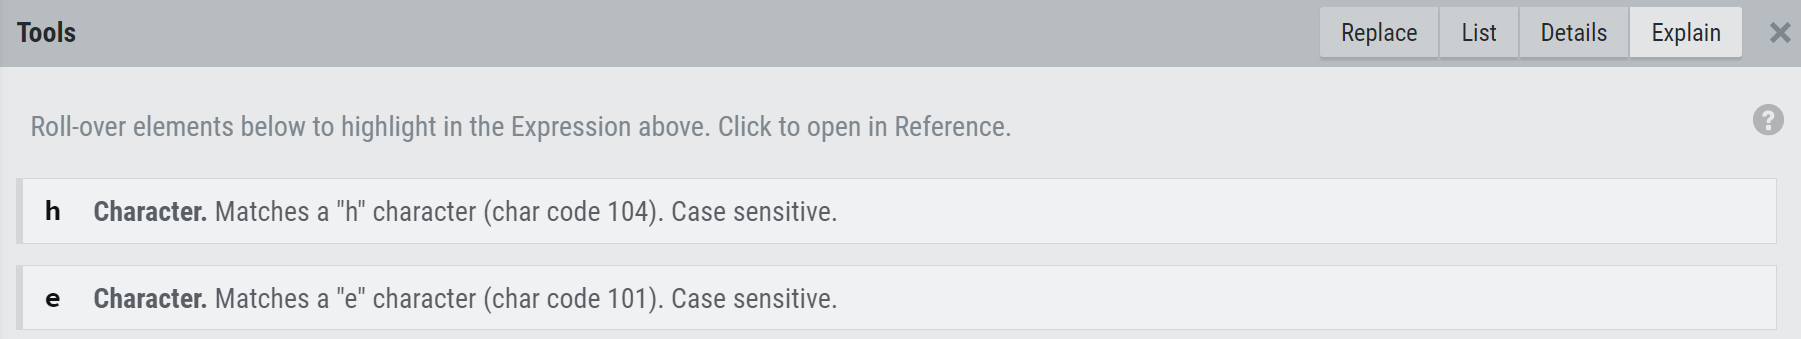 Tools Replace List Details Explain
Roll-over elements below to highlight in the Expression above. Click to open in Reference.
?
h Character. Matches a "h" character (char code 104). Case sensitive.
e Character. Matches a "e" character (char code 101). Case sensitive.